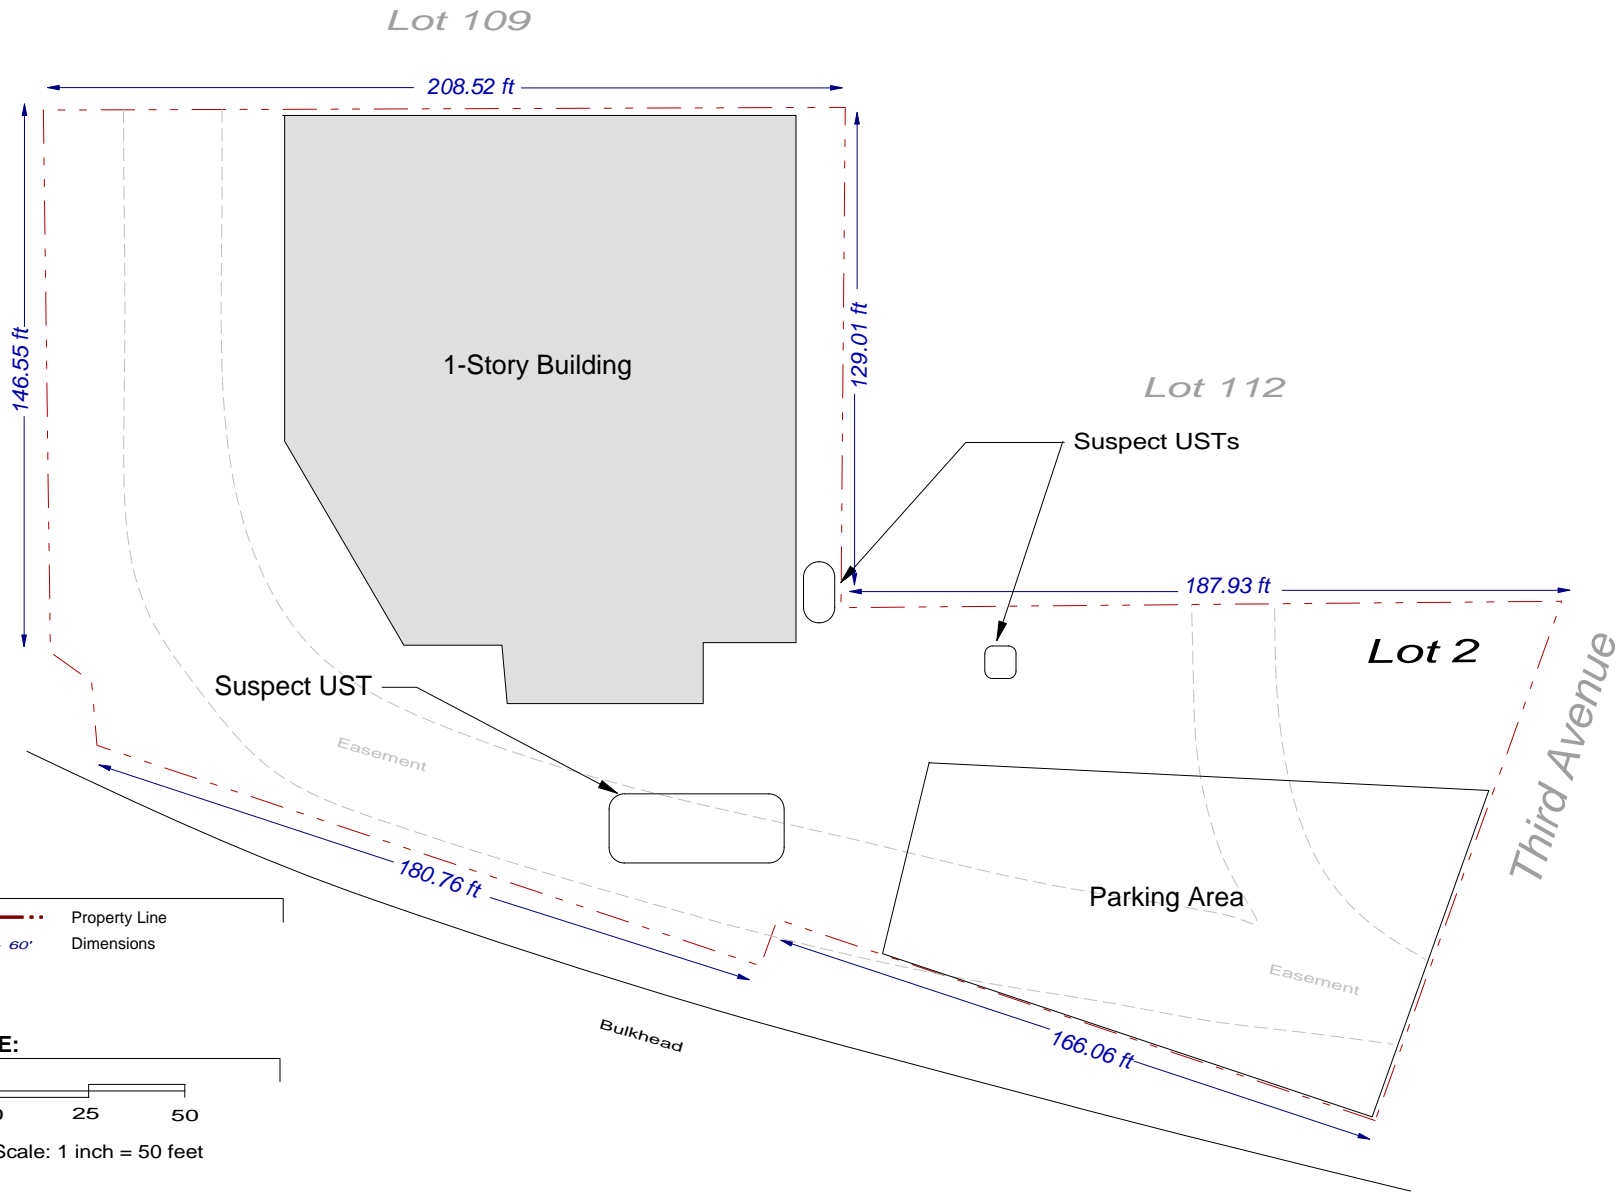 Lot 109
208.52 ft
146.55 ft
129.01 ft
1-Story Building
Lot 112
Suspect USTs
187.93 ft
Lot 2
Third Avenue
Suspect UST
Easement
180.76 ft
Parking Area
Easement
166.06 ft
Bulkhead
Property Line
60' Dimensions
E:
0 25 50
Scale: 1 inch = 50 feet